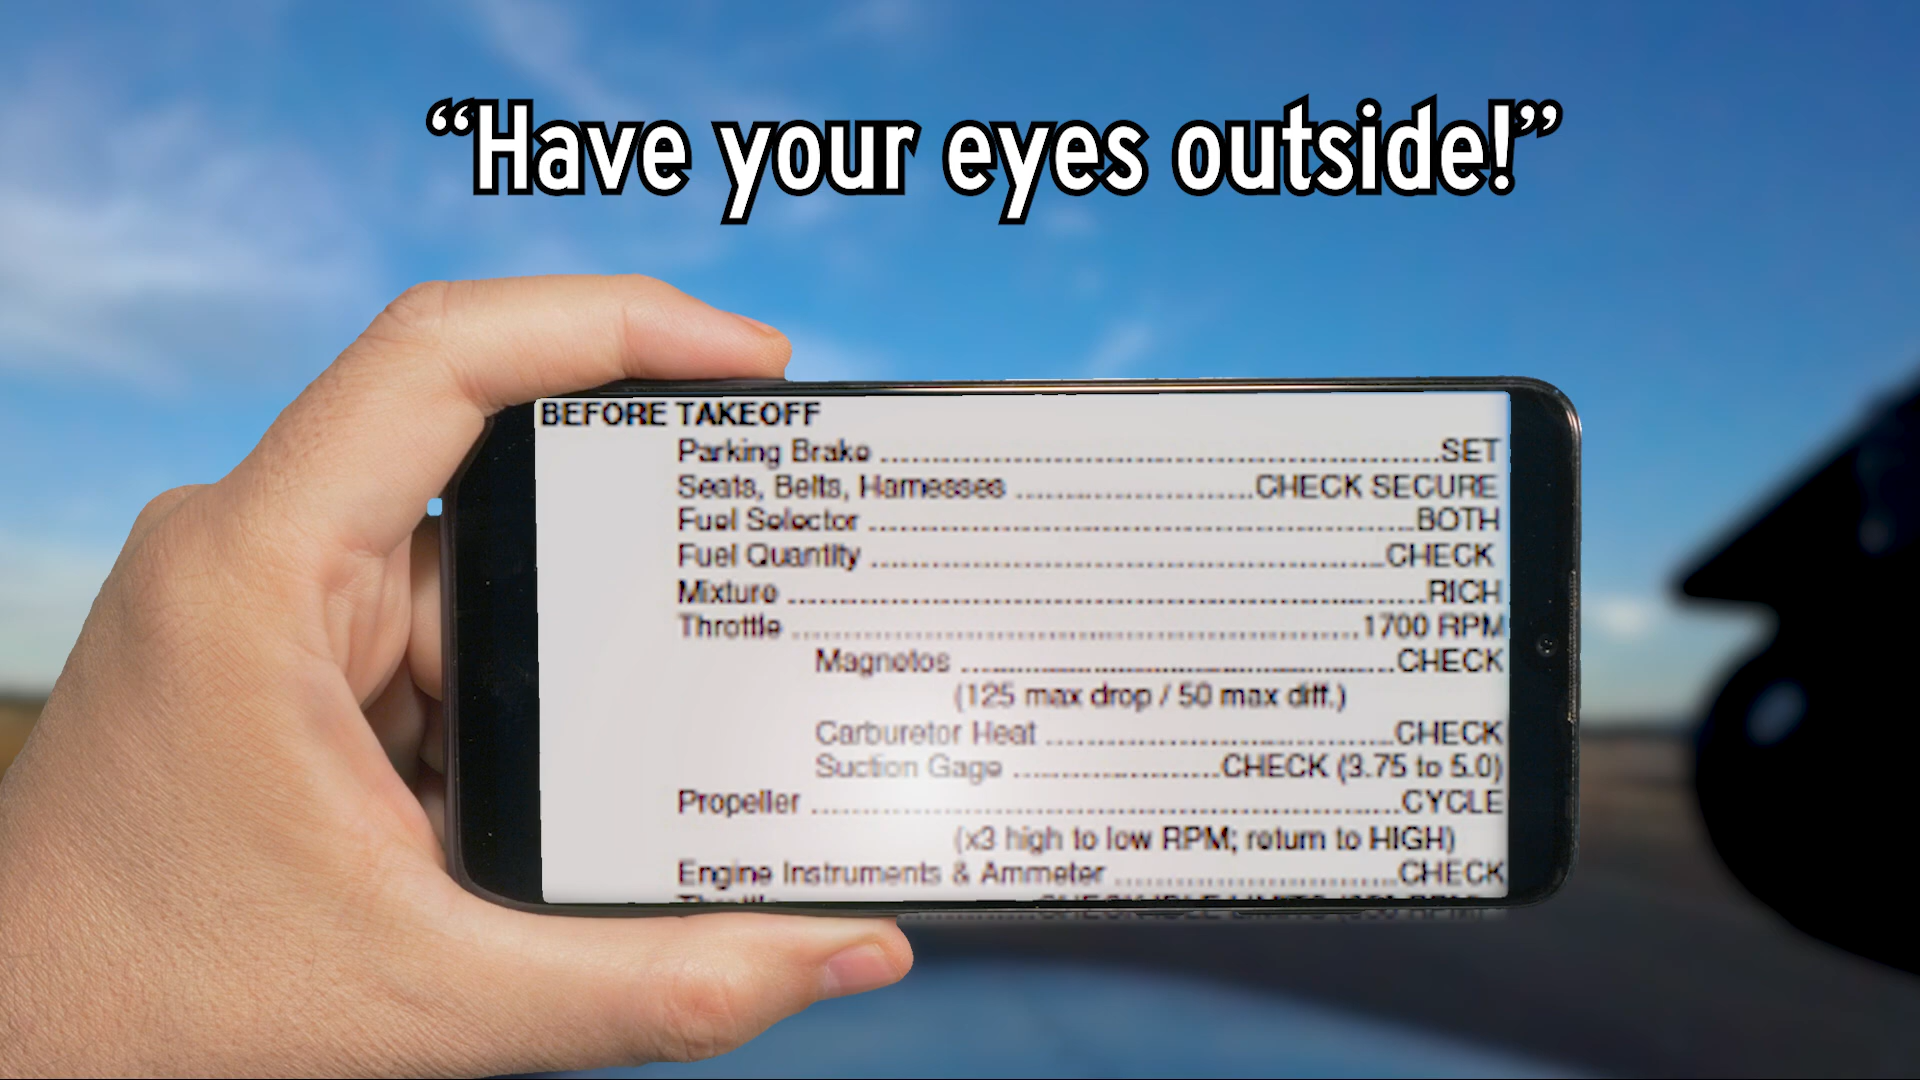 “Have your eyes outside!”
BEFORE TAKEOFF
Parking Brake ........................................ SET
Seats, Belts, Harnesses ........................ CHECK SECURE
Fuel Selector ........................................ BOTH
Fuel Quantity ........................................ CHECK
Mixture ........................................ RICH
Throttle ........................................ 1700 RPM
Magnetos ........................................ CHECK
(125 max drop / 50 max diff.)
Carburetor Heat ........................................ CHECK
Suction Gage ........................ CHECK (3.75 to 5.0)
Propeller ........................................ CYCLE
(x3 high to low RPM; return to HIGH)
Engine Instruments & Ammeter ........................ CHECK